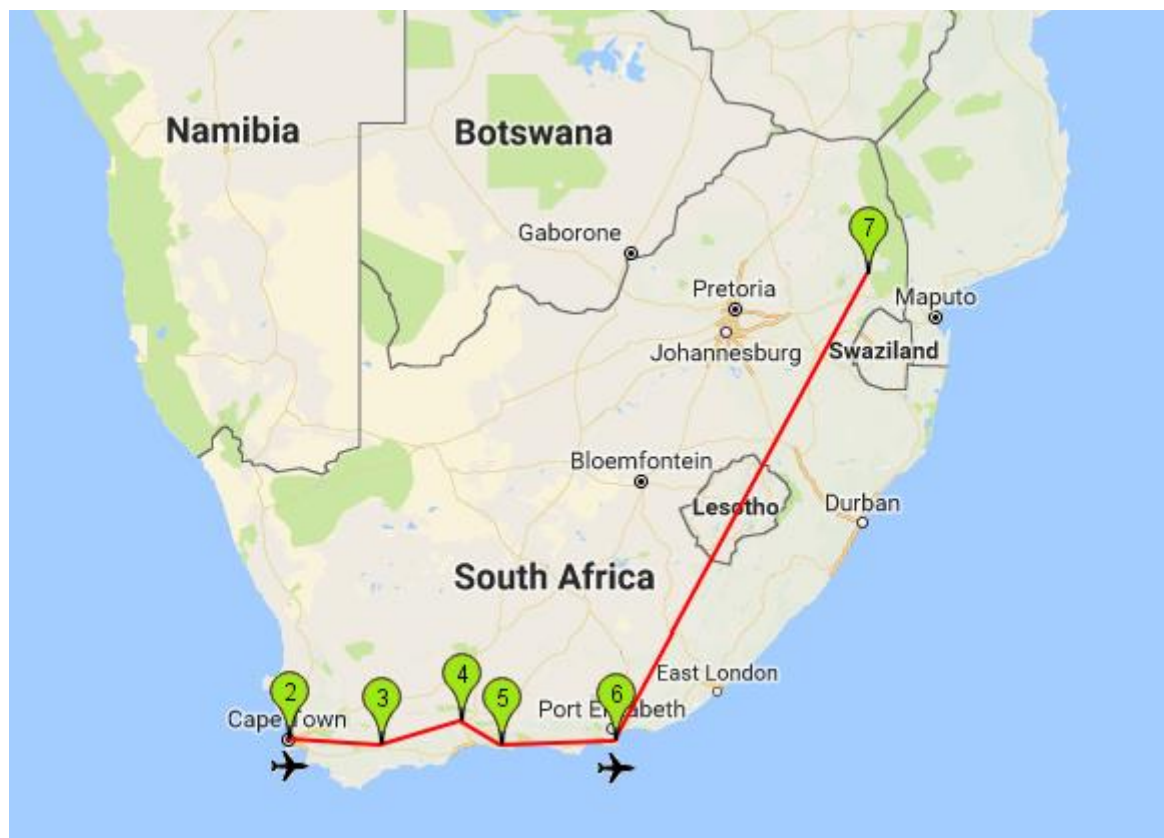 Namibia
Botswana
Gaborone
7
Pretoria
Maputo
Johannesburg
Swaziland
Bloemfontein
Lesotho
Durban
South Africa
2
3
4
5
6
East London
Cape Town
Port Elizabeth